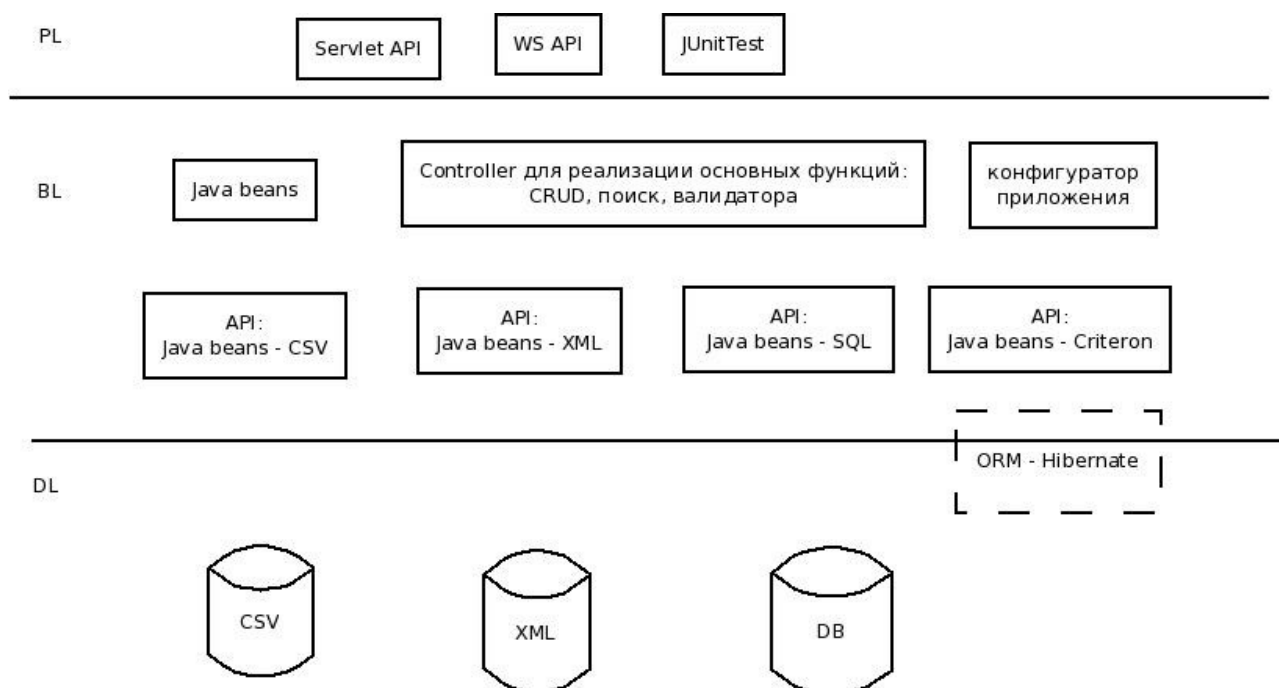 PL
Servlet API
WS API
JUnitTest
BL
Java beans
Controller для реализации основных функций:
CRUD, поиск, валидатора
конфигуратор
приложения
API:
Java beans - CSV
API:
Java beans - XML
API:
Java beans - SQL
API:
Java beans - Criteron
ORM - Hibernate
DL
CSV
XML
DB